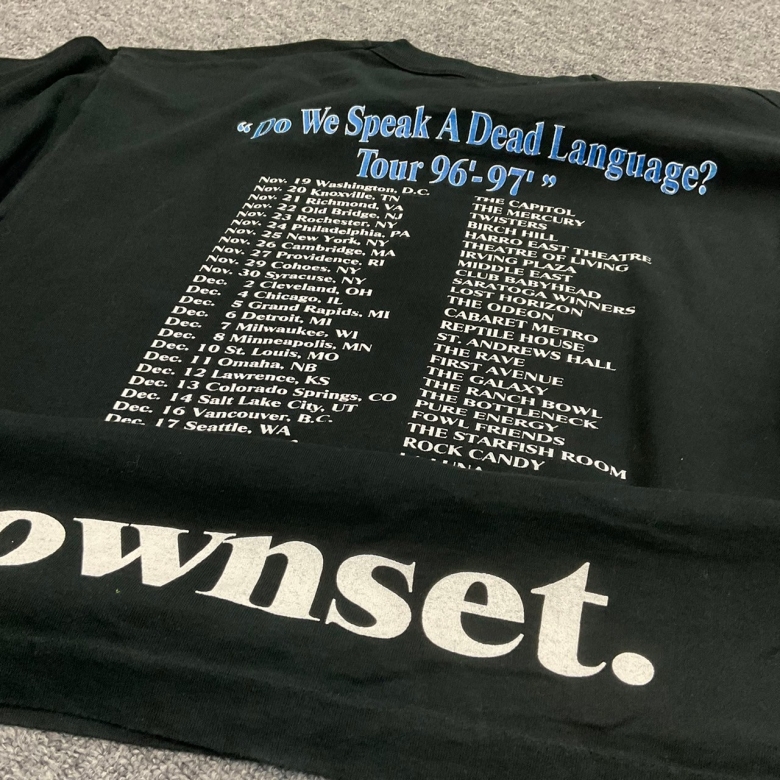 “Do We Speak A Dead Language?
Tour 96'-97' ”
Nov. 19 Washington, D.C. THE CAPITOL
Nov. 20 Knoxville, TN THE MERCURY
Nov. 21 Richmond, VA TWISTERS
Nov. 22 Old Bridge, NJ BIRCH HILL
Nov. 23 Rochester, NY HARRO EAST THEATRE
Nov. 24 Philadelphia, PA THEATRE OF LIVING
Nov. 25 New York, NY IRVING PLAZA
Nov. 26 Cambridge, MA MIDDLE EAST
Nov. 27 Providence, RI CLUB BABYHEAD
Nov. 29 Cohoes, NY SARATOGA WINNERS
Nov. 30 Syracuse, NY LOST HORIZON
Dec. 2 Cleveland, OH THE ODEON
Dec. 4 Chicago, IL CABARET METRO
Dec. 5 Grand Rapids, MI REPTILE HOUSE
Dec. 6 Detroit, MI ST. ANDREWS HALL
Dec. 7 Milwaukee, WI THE RAVE
Dec. 8 Minneapolis, MN FIRST AVENUE
Dec. 10 St. Louis, MO THE GALAXY
Dec. 11 Omaha, NB THE RANCH BOWL
Dec. 12 Lawrence, KS THE BOTTLENECK
Dec. 13 Colorado Springs, CO PURE ENERGY
Dec. 14 Salt Lake City, UT FOWL FRIENDS
Dec. 16 Vancouver, B.C. THE STARFISH ROOM
Dec. 17 Seattle, WA ROCK CANDY
ownset.